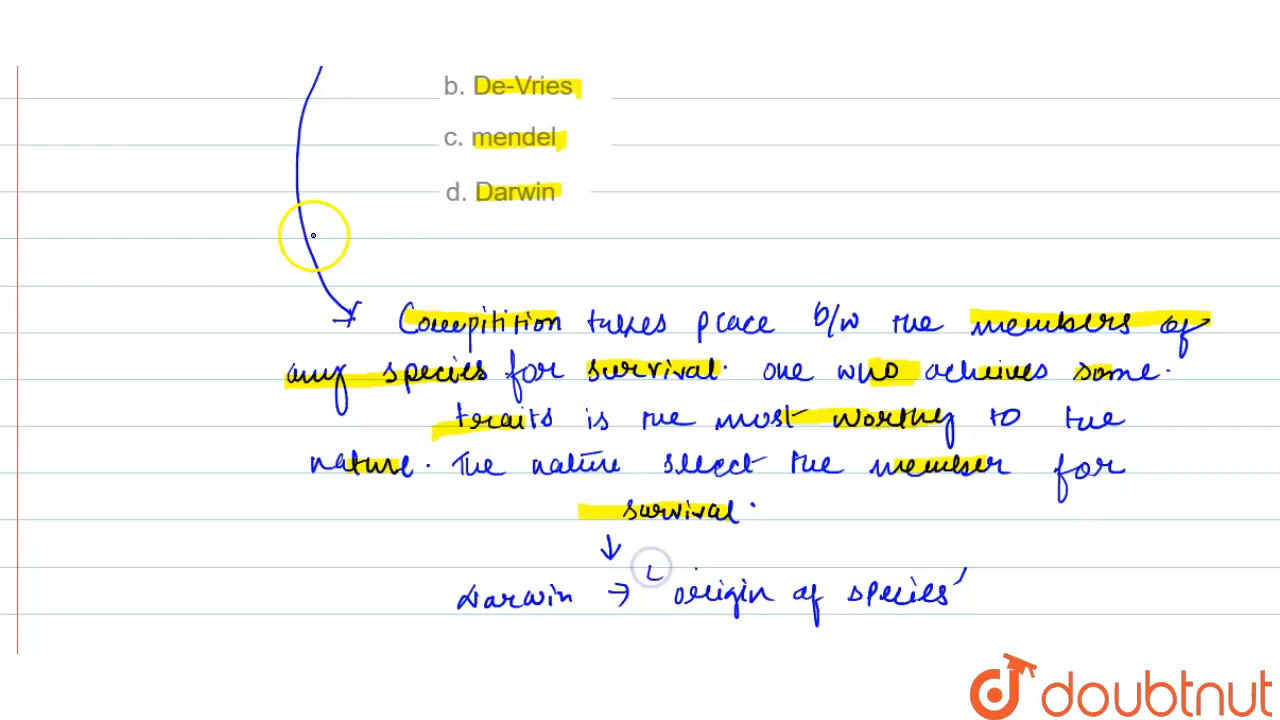 b. De-Vries
c. mendel
d. Darwin
→ Compitition takes place b/w the members of
any species for survival. one who acheives some.
traits is the most worthy to the
nature. The nature select the member for
survival.
↓
Darwin → 'origin of species'
doubtnut